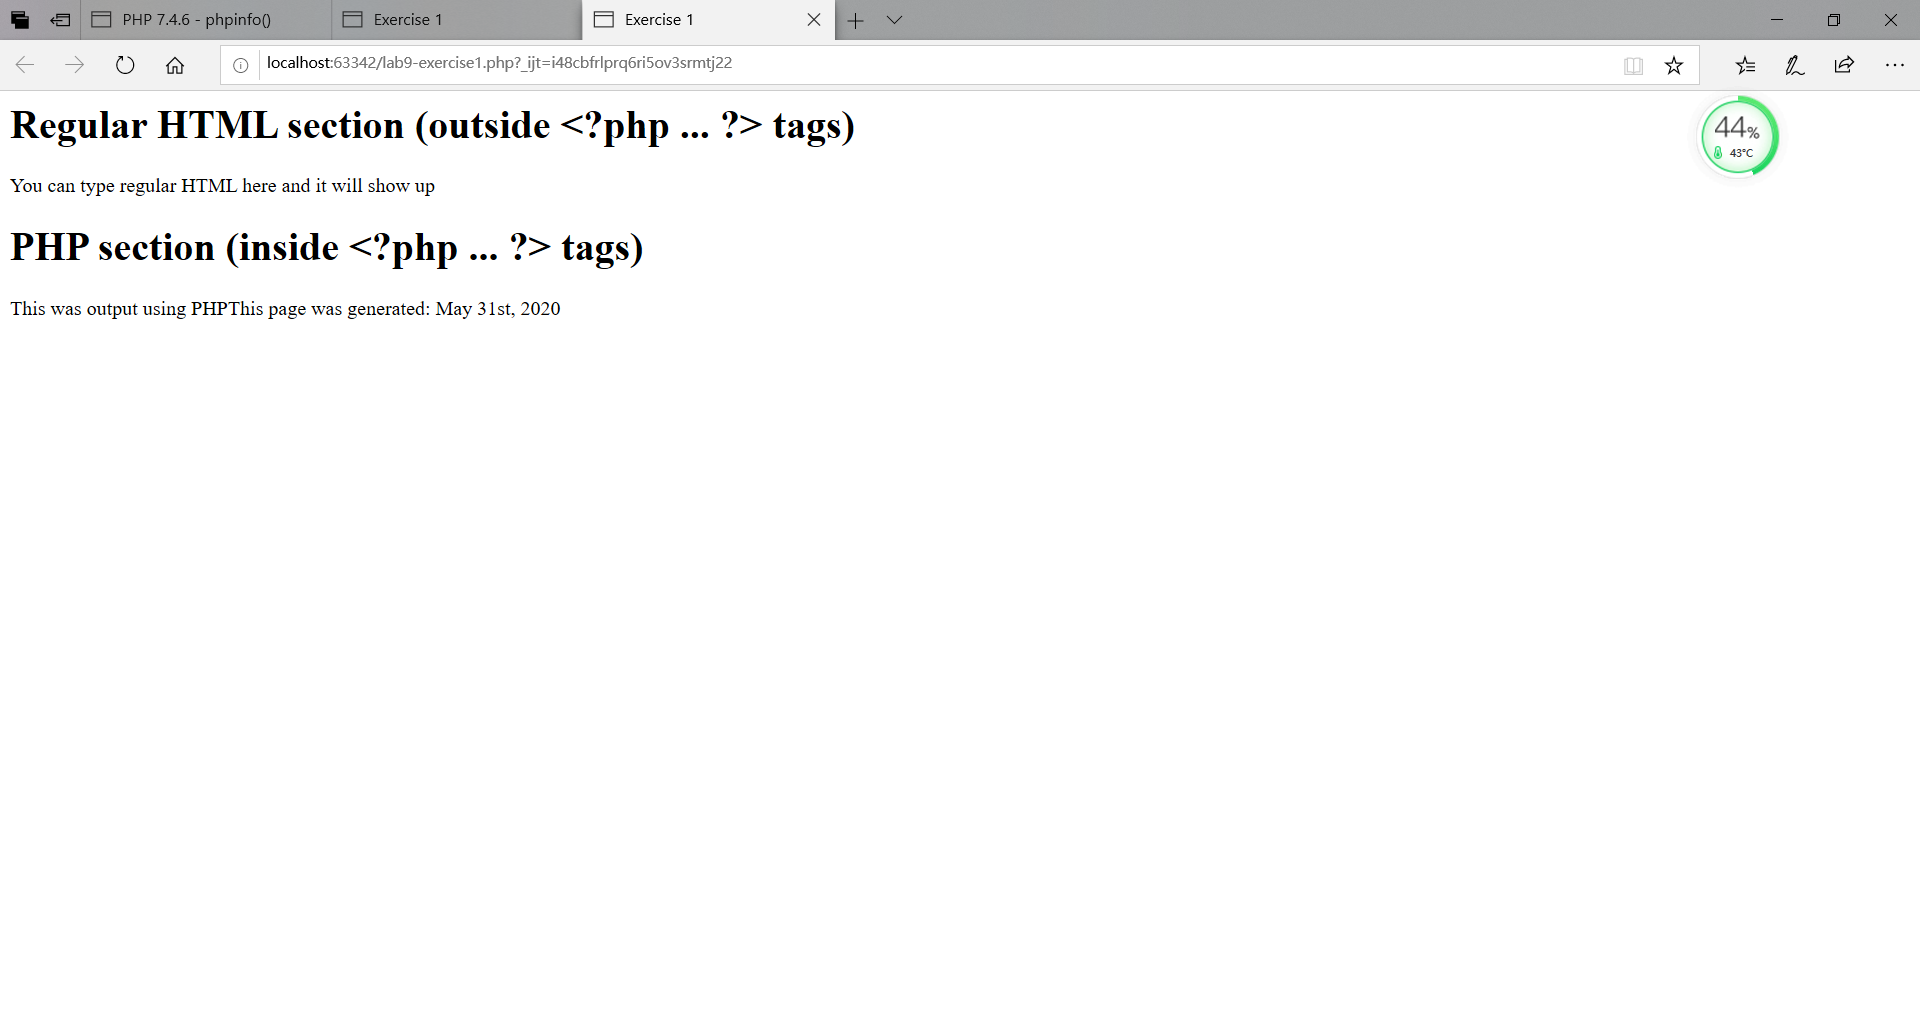 PHP 7.4.6 - phpinfo()
Exercise 1
Exercise 1
localhost:63342/lab9-exercise1.php?_ijt=i48cbfrlprq6ri5ov3srmtj22
Regular HTML section (outside <?php ... ?> tags)
44%
43°C
You can type regular HTML here and it will show up
PHP section (inside <?php ... ?> tags)
This was output using PHPThis page was generated: May 31st, 2020